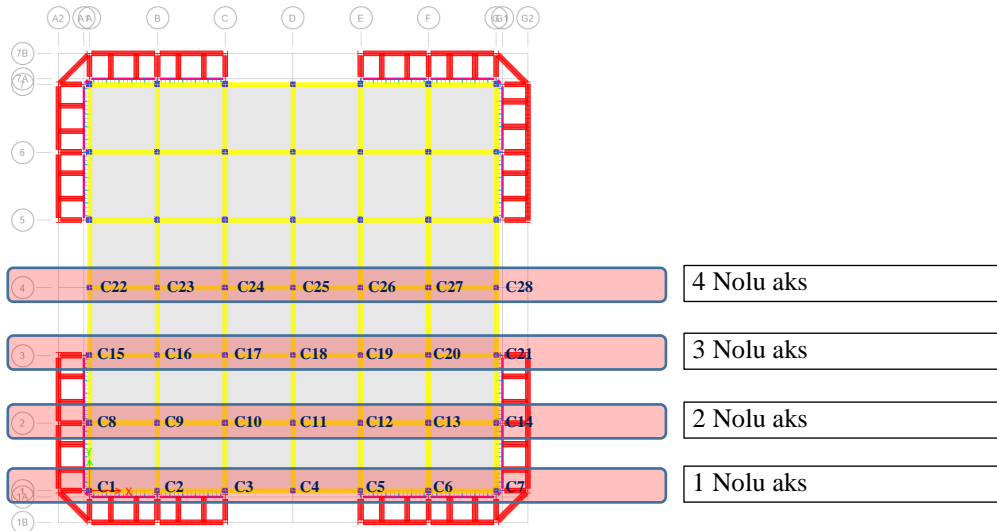 A2 A1 A B C D E F G G1 G2
7B
7A
7
6
5
4 C22 C23 C24 C25 C26 C27 C28 4 Nolu aks
3 C15 C16 C17 C18 C19 C20 C21 3 Nolu aks
2 C8 C9 C10 C11 C12 C13 C14 2 Nolu aks
Y
1 C1 X C2 C3 C4 C5 C6 C7 1 Nolu aks
1A
1B